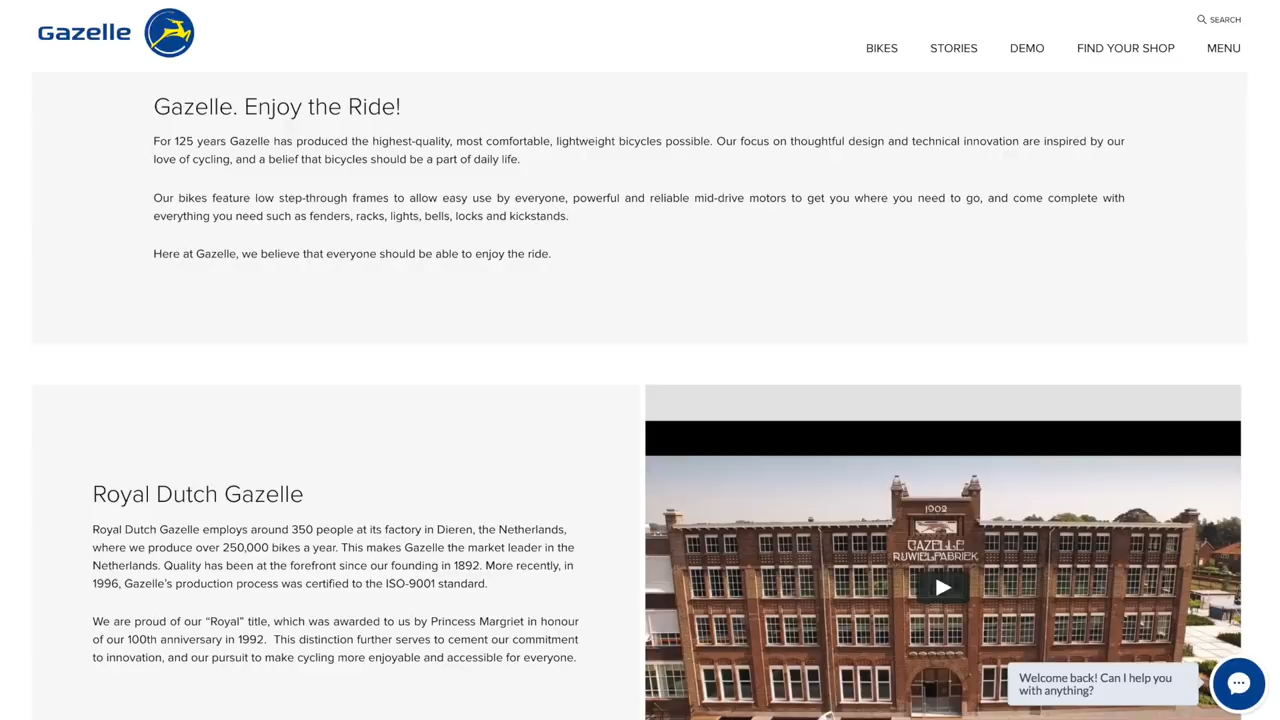 Gazelle
SEARCH
BIKES STORIES DEMO FIND YOUR SHOP MENU
Gazelle. Enjoy the Ride!
For 125 years Gazelle has produced the highest-quality, most comfortable, lightweight bicycles possible. Our focus on thoughtful design and technical innovation are inspired by our
love of cycling, and a belief that bicycles should be a part of daily life.
Our bikes feature low step-through frames to allow easy use by everyone, powerful and reliable mid-drive motors to get you where you need to go, and come complete with
everything you need such as fenders, racks, lights, bells, locks and kickstands.
Here at Gazelle, we believe that everyone should be able to enjoy the ride.
Royal Dutch Gazelle
Royal Dutch Gazelle employs around 350 people at its factory in Dieren, the Netherlands,
where we produce over 250,000 bikes a year. This makes Gazelle the market leader in the
Netherlands. Quality has been at the forefront since our founding in 1892. More recently, in
1996, Gazelle's production process was certified to the ISO-9001 standard.
We are proud of our “Royal” title, which was awarded to us by Princess Margriet in honour
of our 100th anniversary in 1992. This distinction further serves to cement our commitment
to innovation, and our pursuit to make cycling more enjoyable and accessible for everyone.
1902
GAZELLE
RIJWIELFABRIEK
Welcome back! Can I help you
with anything?